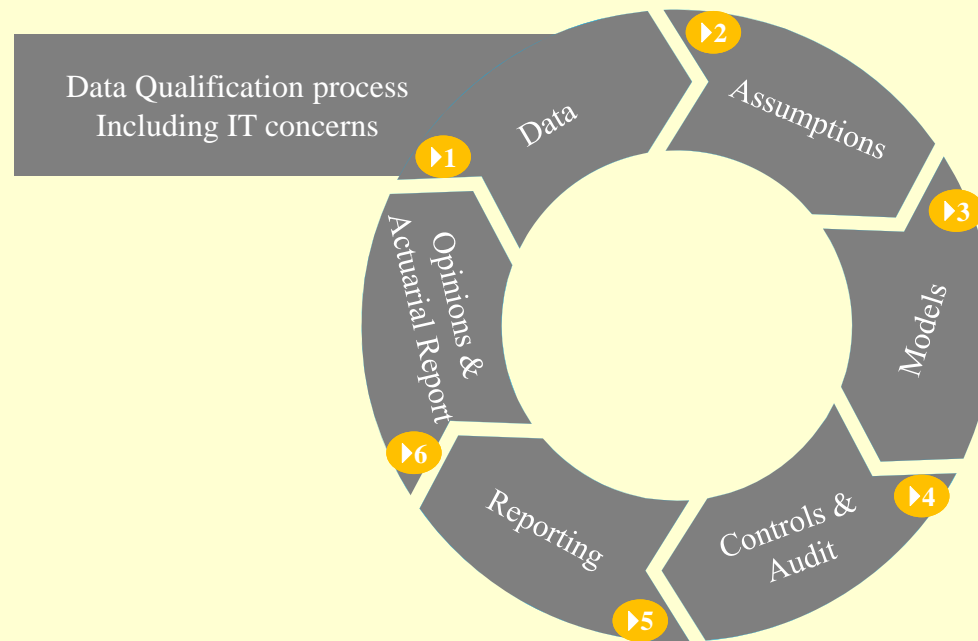 Data Qualification process
Including IT concerns
1
Data
2
Assumptions
3
Models
4
Controls &
Audit
5
Reporting
6
Opinions &
Actuarial Report